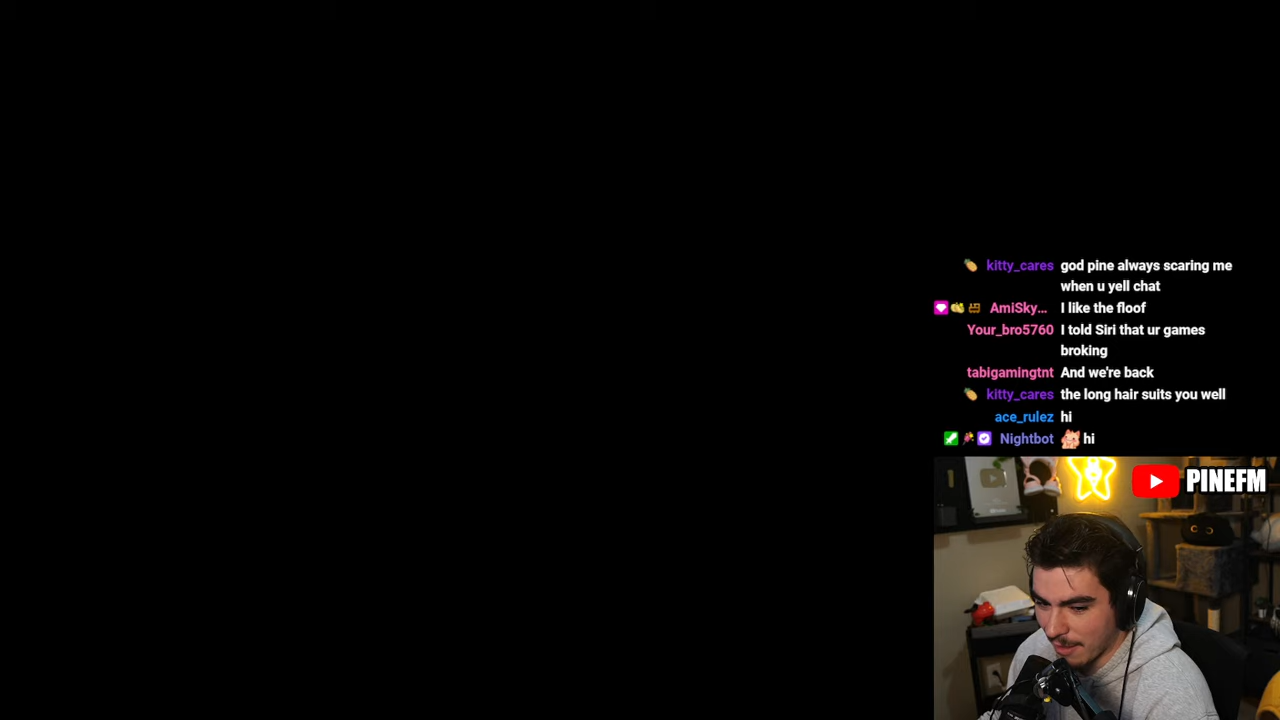 kitty_cares god pine always scaring me
when u yell chat
AmiSky... I like the floof
Your_bro5760 I told Siri that ur games
broking
tabigamingtnt And we're back
kitty_cares the long hair suits you well
ace_rulez hi
Nightbot hi
PINEFM